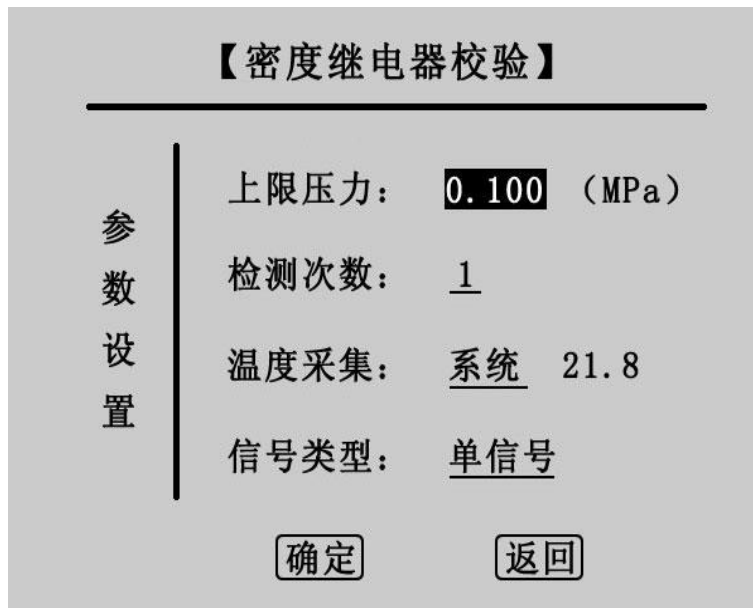 【密度继电器校验】
参数设置
上限压力： 0.100 （MPa）
检测次数： 1
温度采集： 系统 21.8
信号类型： 单信号
确定 返回